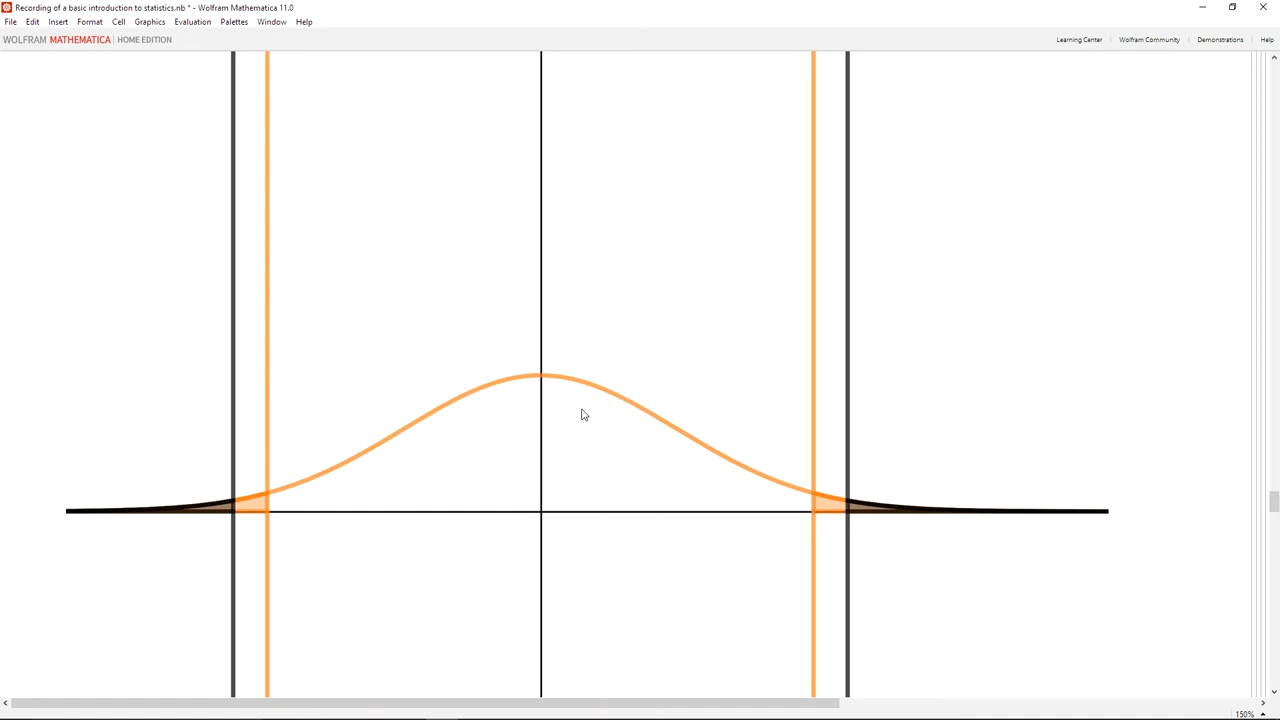 Recording of a basic introduction to statistics.nb * - Wolfram Mathematica 11.0
File Edit Insert Format Cell Graphics Evaluation Palettes Window Help
WOLFRAM MATHEMATICA | HOME EDITION
Learning Center | Wolfram Community | Demonstrations | Help
150%